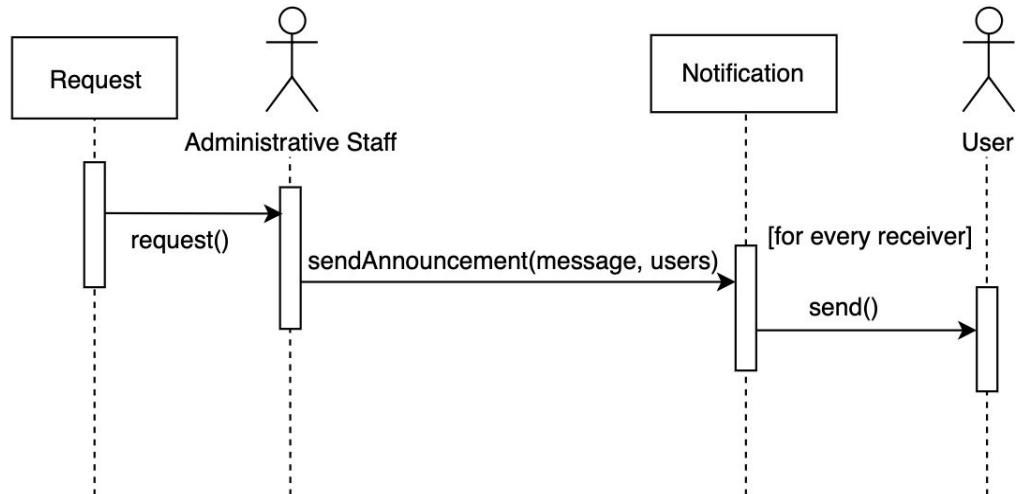 Request
Notification
Administrative Staff
User
request()
[for every receiver]
sendAnnouncement(message, users)
send()